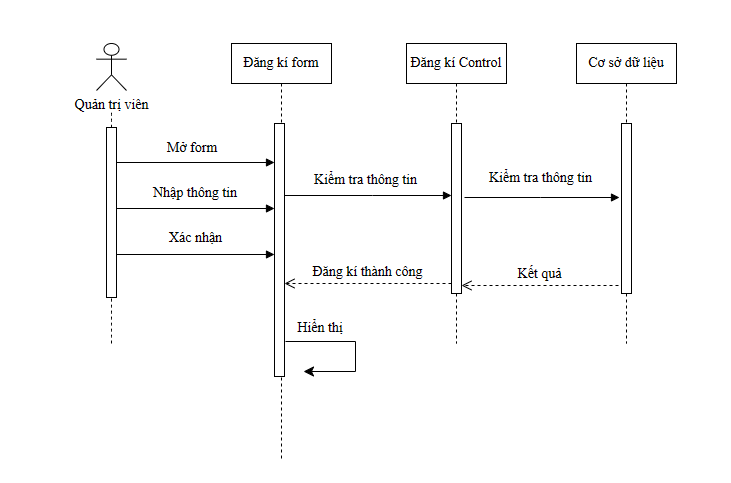 Đăng kí form
Đăng kí Control
Cơ sở dữ liệu
Quản trị viên
Mở form
Kiểm tra thông tin
Kiểm tra thông tin
Nhập thông tin
Xác nhận
Đăng kí thành công
Kết quả
Hiển thị